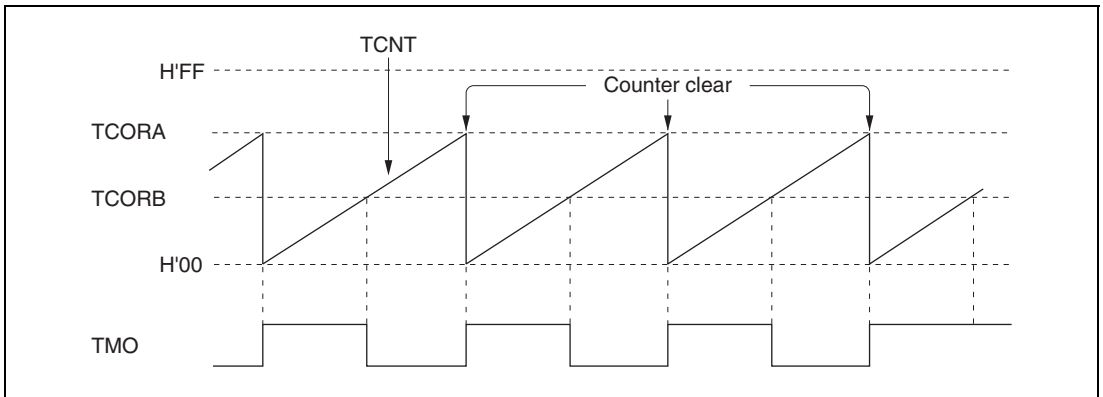 TCNT
H'FF
Counter clear
TCORA
TCORB
H'00
TMO